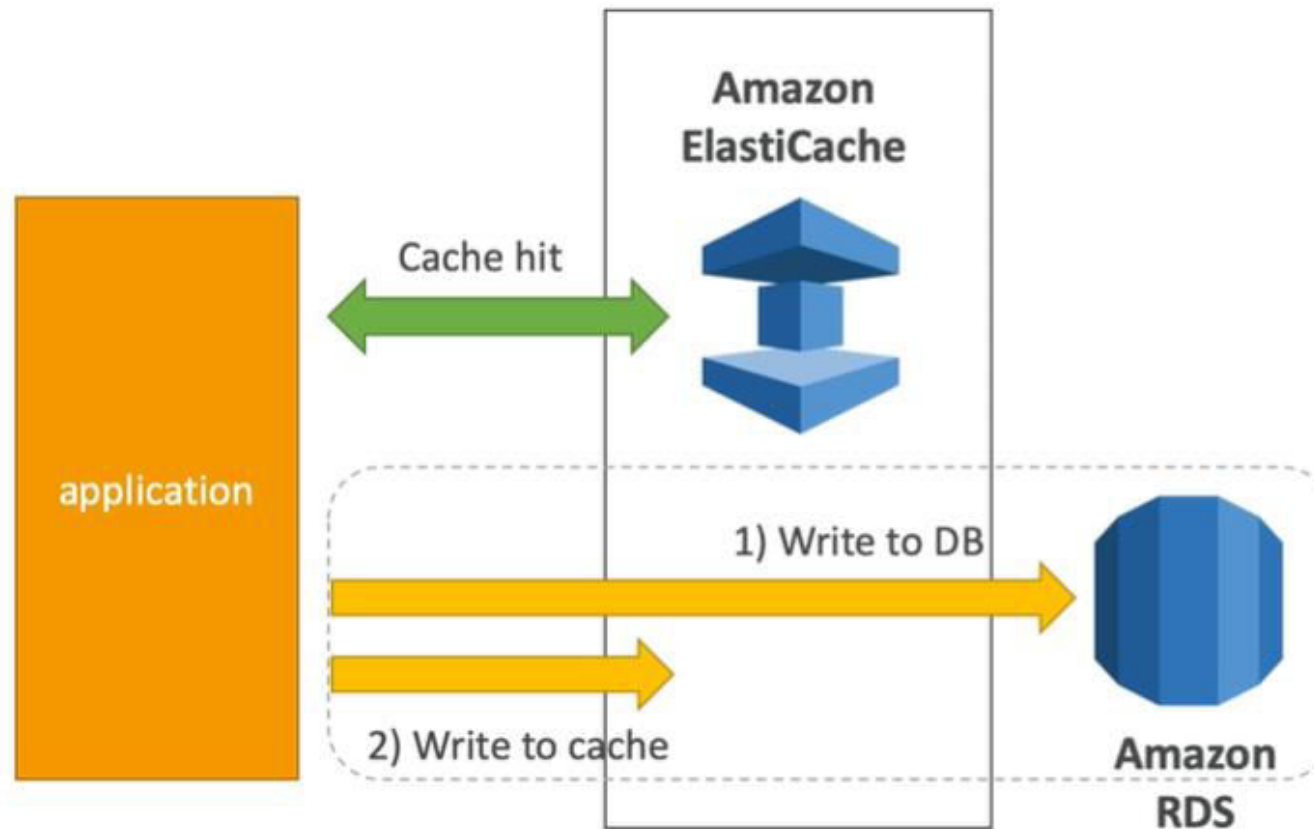 Amazon
ElastiCache
Cache hit
application
1) Write to DB
2) Write to cache
Amazon
RDS